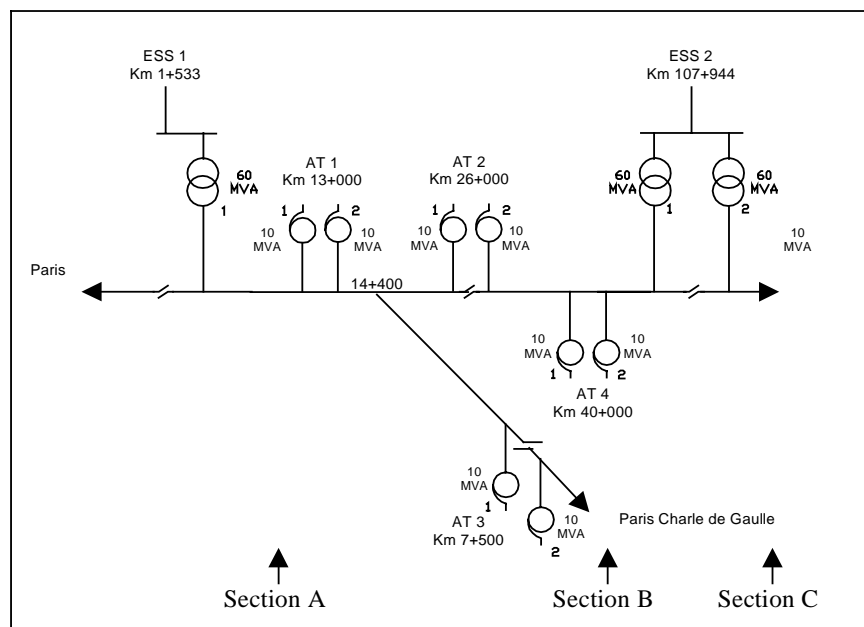 ESS 1
Km 1+533
ESS 2
Km 107+944
60
MVA
1
AT 1
Km 13+000
AT 2
Km 26+000
60
MVA
1
60
MVA
2
1
2
10
MVA
10
MVA
1
2
10
MVA
10
MVA
10
MVA
Paris
14+400
10
MVA
1
10
MVA
2
AT 4
Km 40+000
10
MVA
1
AT 3
Km 7+500
10
MVA
2
Paris Charle de Gaulle
Section A
Section B
Section C